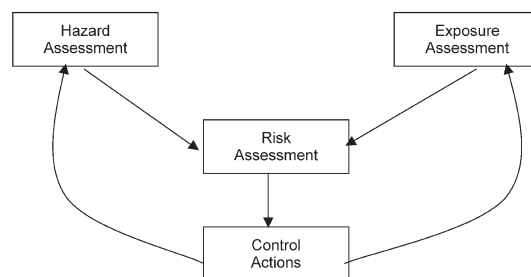 Hazard
Assessment
Exposure
Assessment
Risk
Assessment
Control
Actions